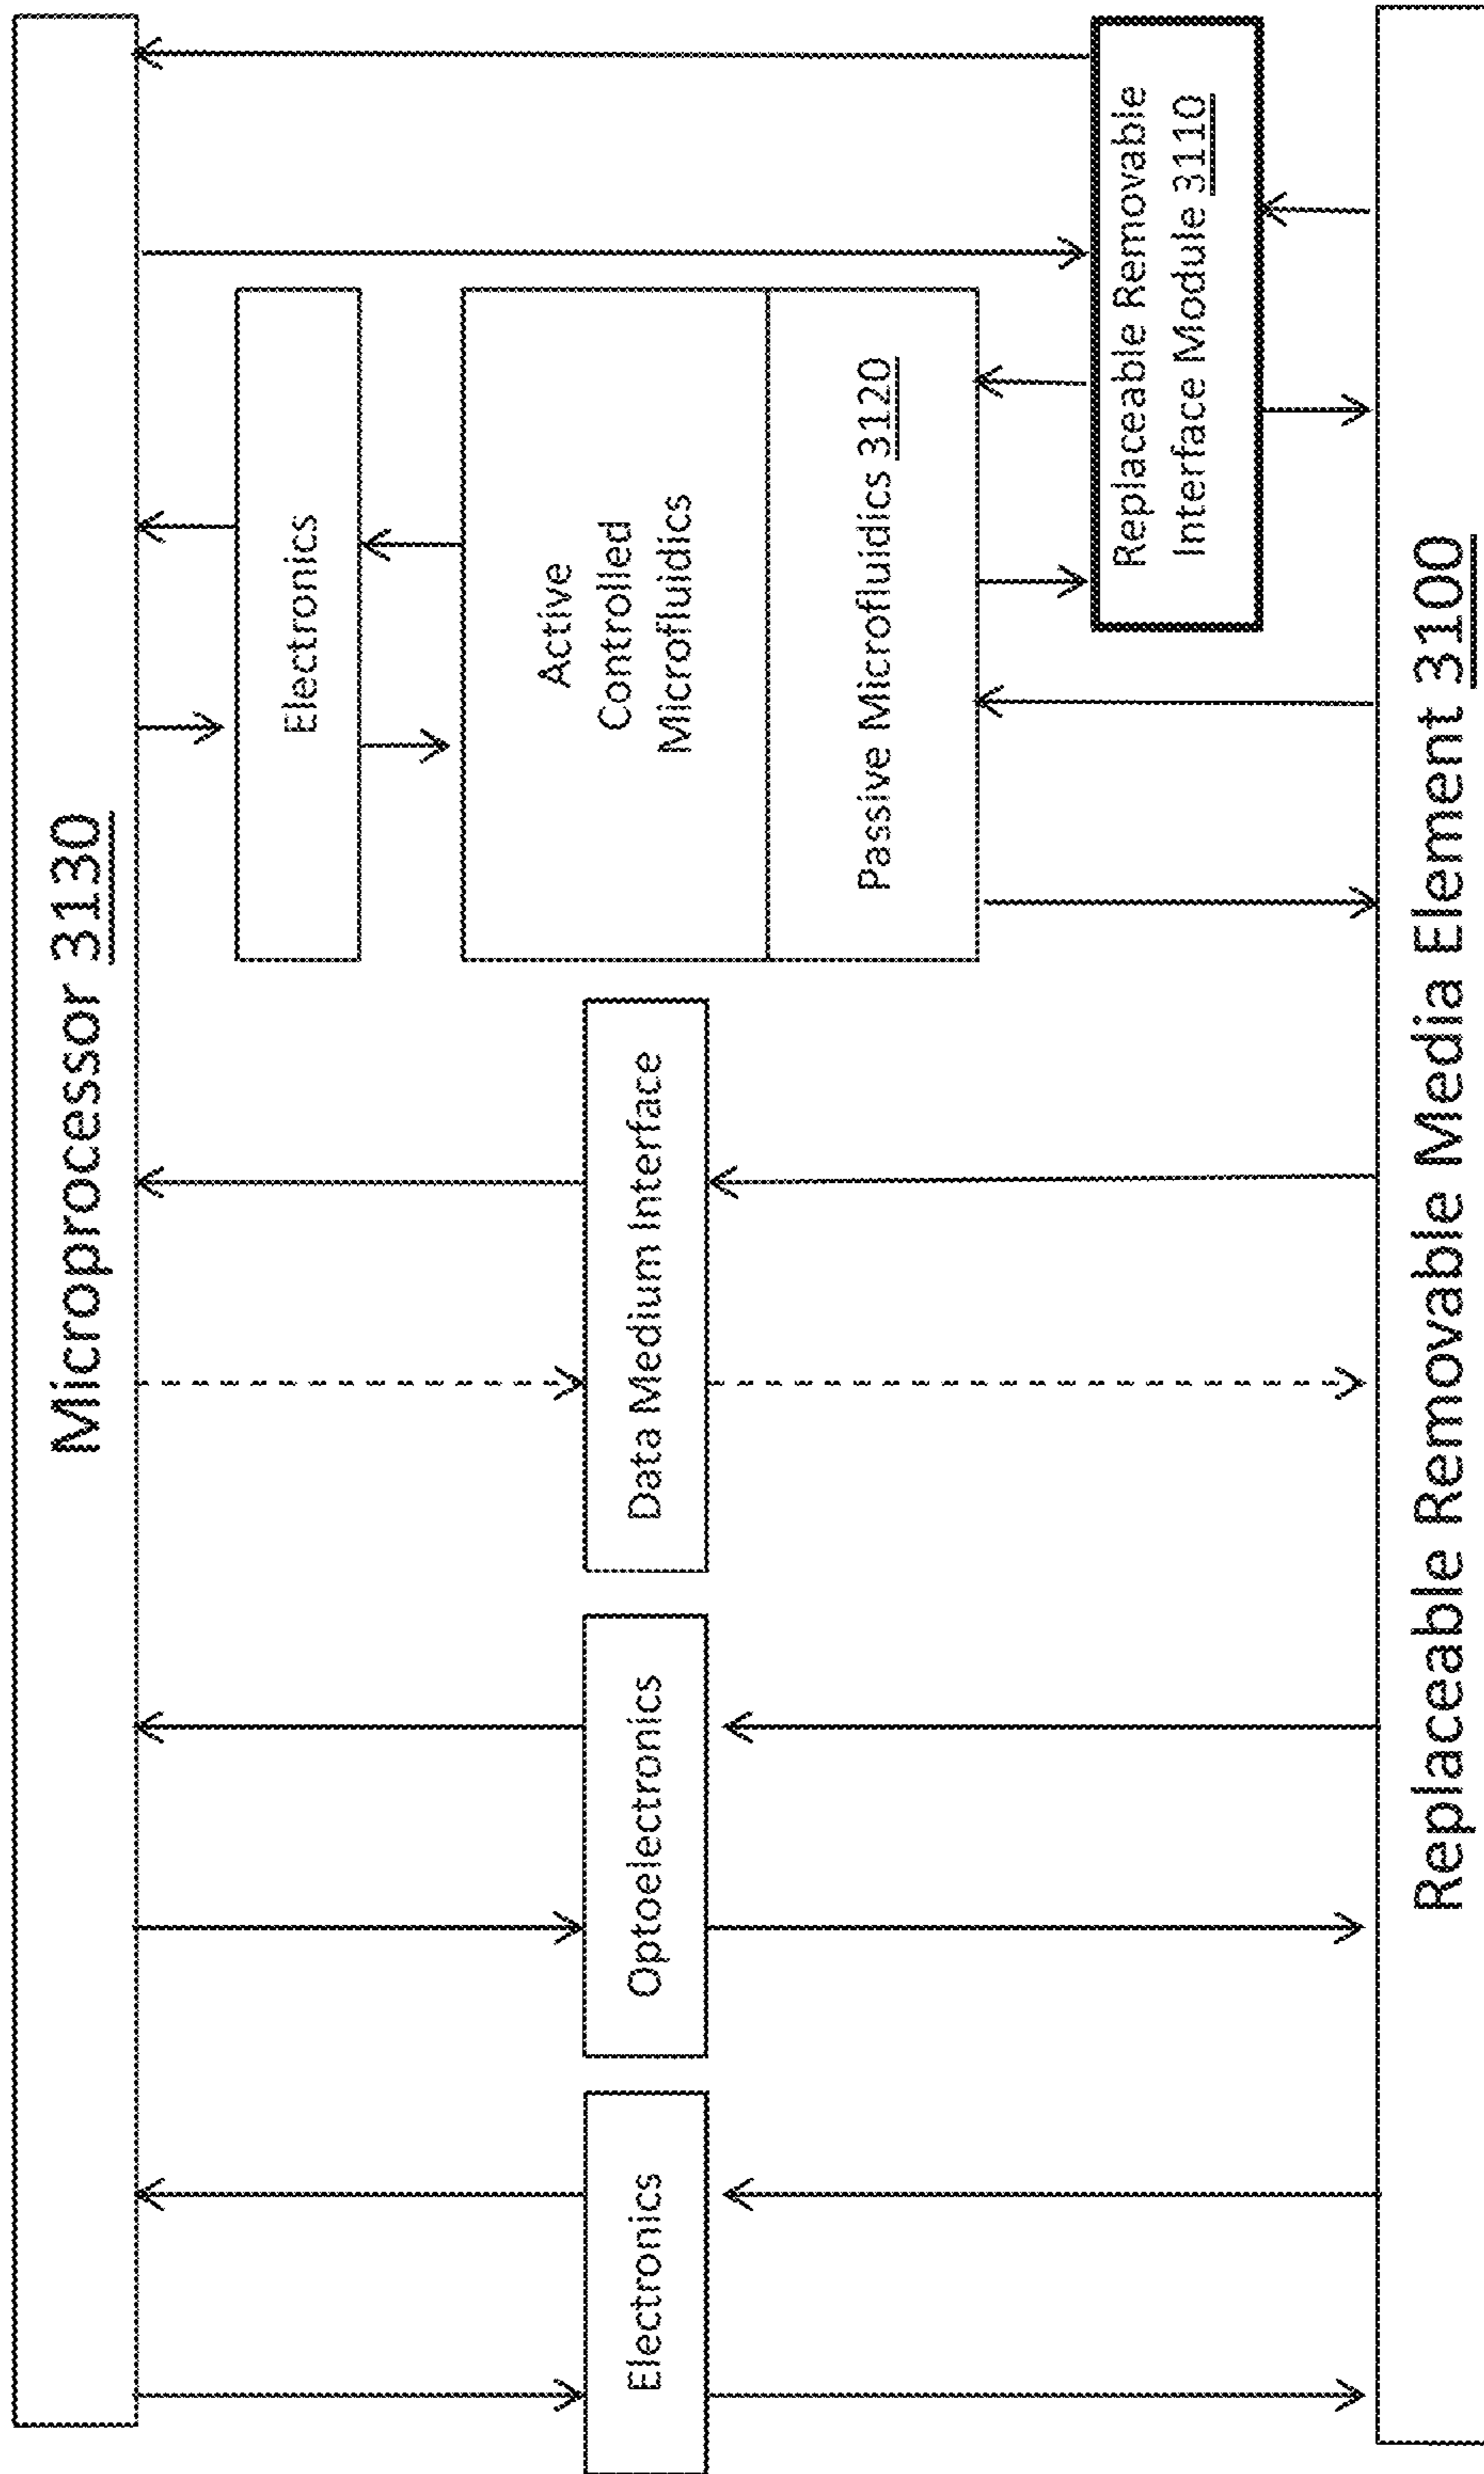 Microprocessor 3130
Electronics
Optoelectronics
Data Medium Interface
Electronics
Active
Controlled
Microfluidics
Passive Microfluidics 3120
Replaceable Removable
Interface Module 3110
Replaceable Removable Media Element 3100